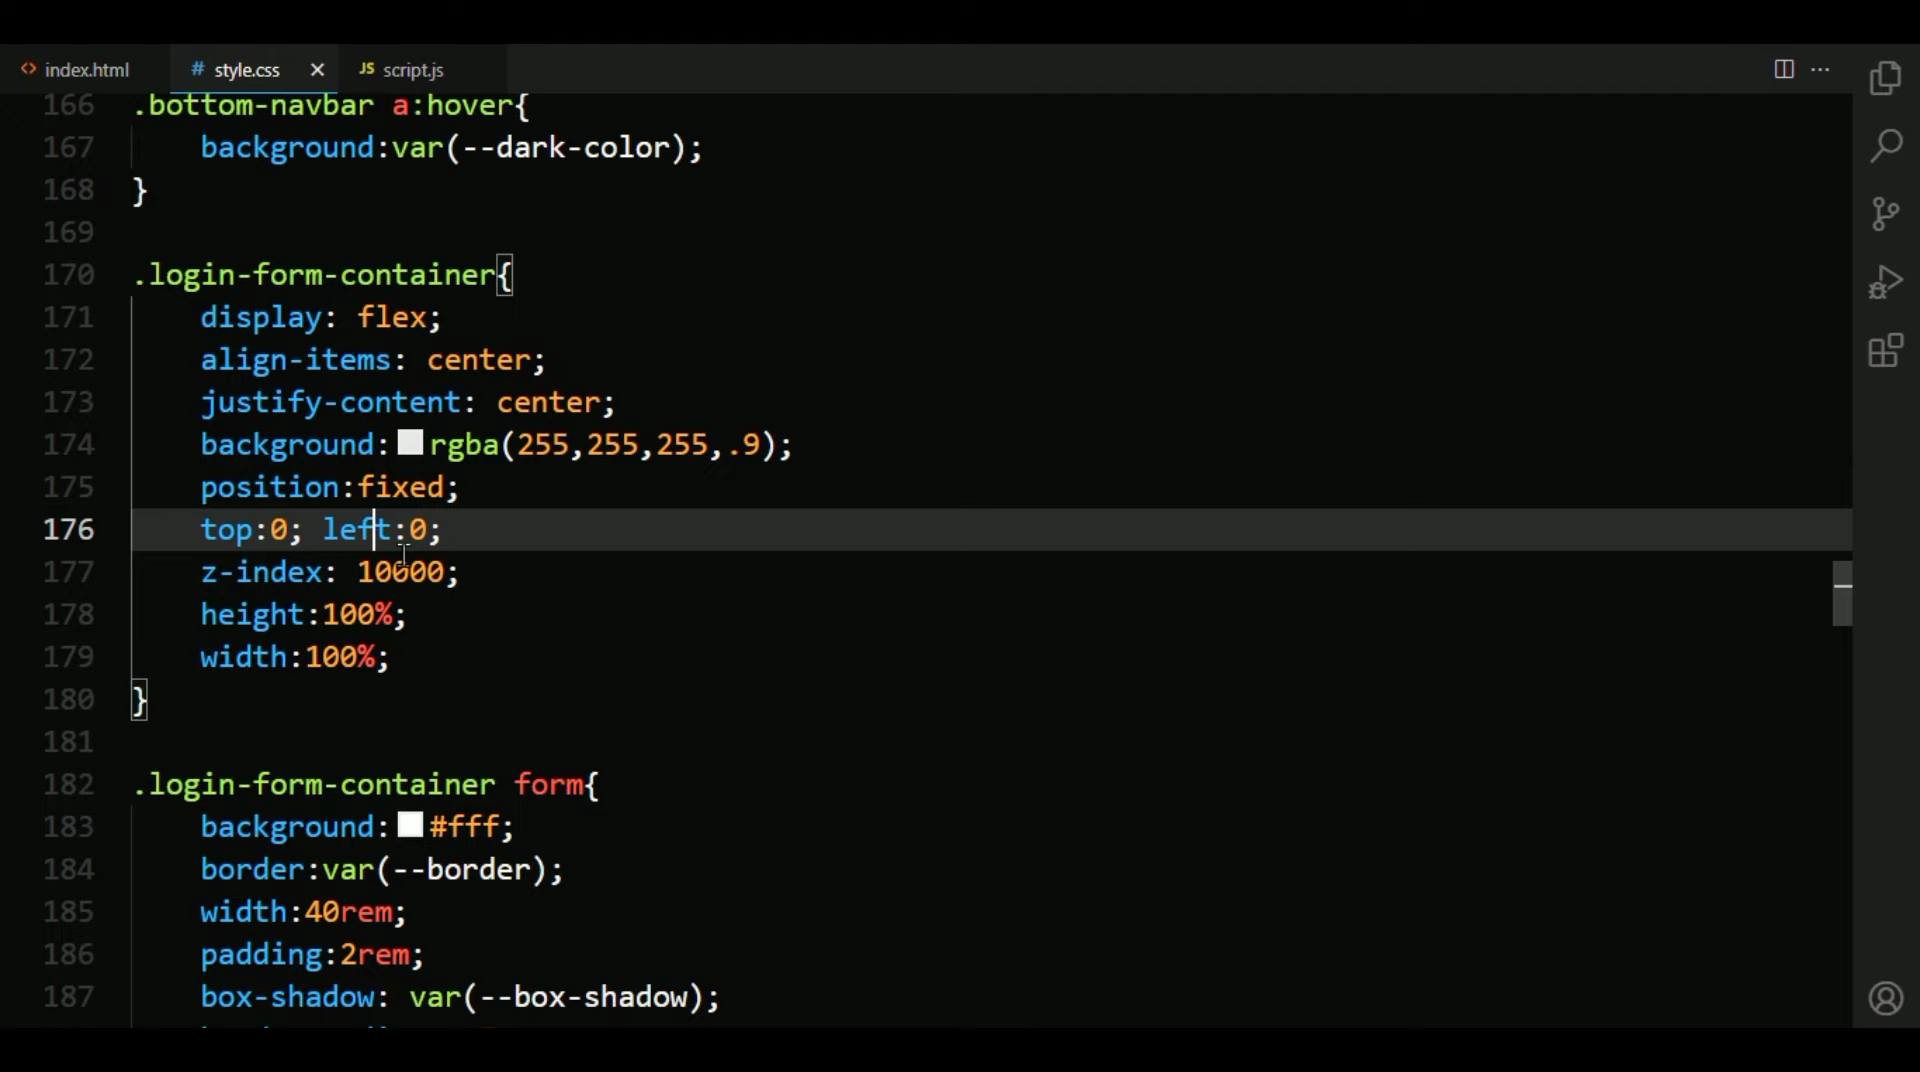 index.html
style.css
JS script.js
166 .bottom-navbar a:hover{
167 background:var(--dark-color);
168 }
169
170 .login-form-container{
171 display: flex;
172 align-items: center;
173 justify-content: center;
174 background:rgba(255,255,255,.9);
175 position:fixed;
176 top:0; left:0;
177 z-index: 10000;
178 height:100%;
179 width:100%;
180 }
181
182 .login-form-container form{
183 background:#fff;
184 border:var(--border);
185 width:40rem;
186 padding:2rem;
187 box-shadow: var(--box-shadow);